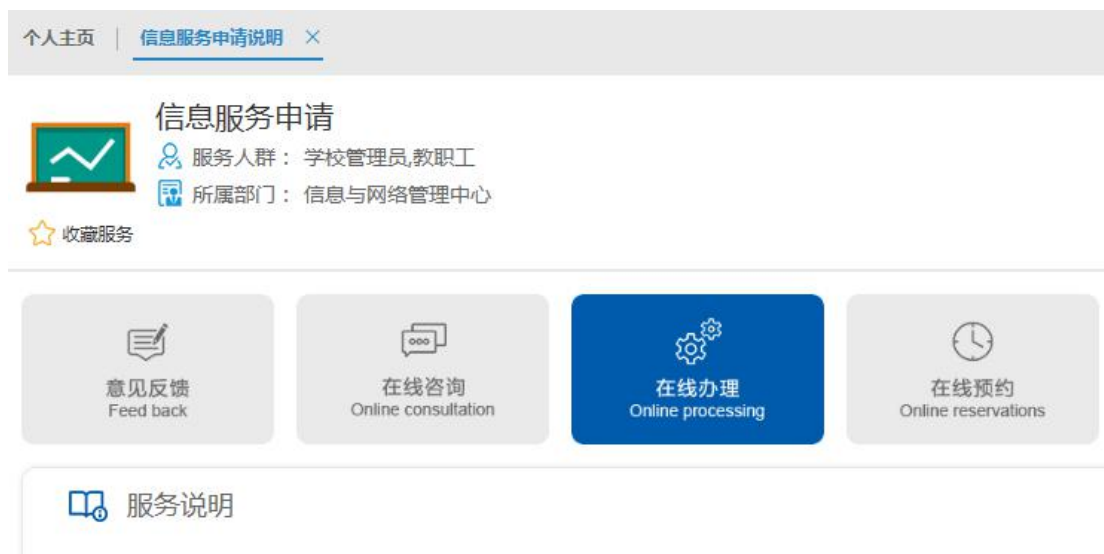 个人主页 | 信息服务申请说明 ×
信息服务申请
服务人群： 学校管理员,教职工
所属部门： 信息与网络管理中心
收藏服务
意见反馈
Feed back
在线咨询
Online consultation
在线办理
Online processing
在线预约
Online reservations
服务说明